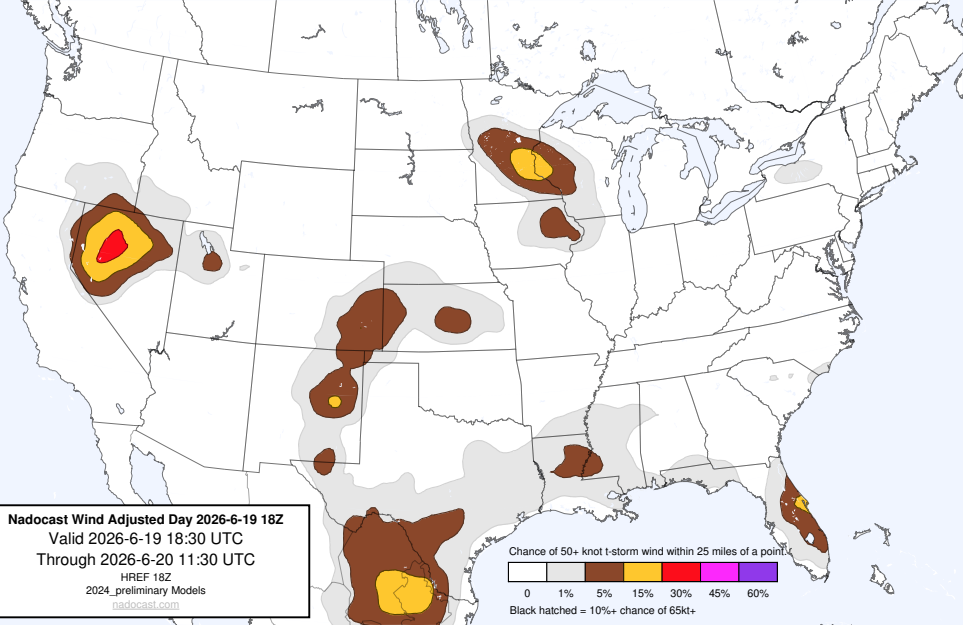 Nadocast Wind Adjusted Day 2026-6-19 18Z
Valid 2026-6-19 18:30 UTC
Through 2026-6-20 11:30 UTC
HREF 18Z
2024_preliminary Models
nadocast.com
Chance of 50+ knot t-storm wind within 25 miles of a point.
0 1% 5% 15% 30% 45% 60%
Black hatched = 10%+ chance of 65kt+